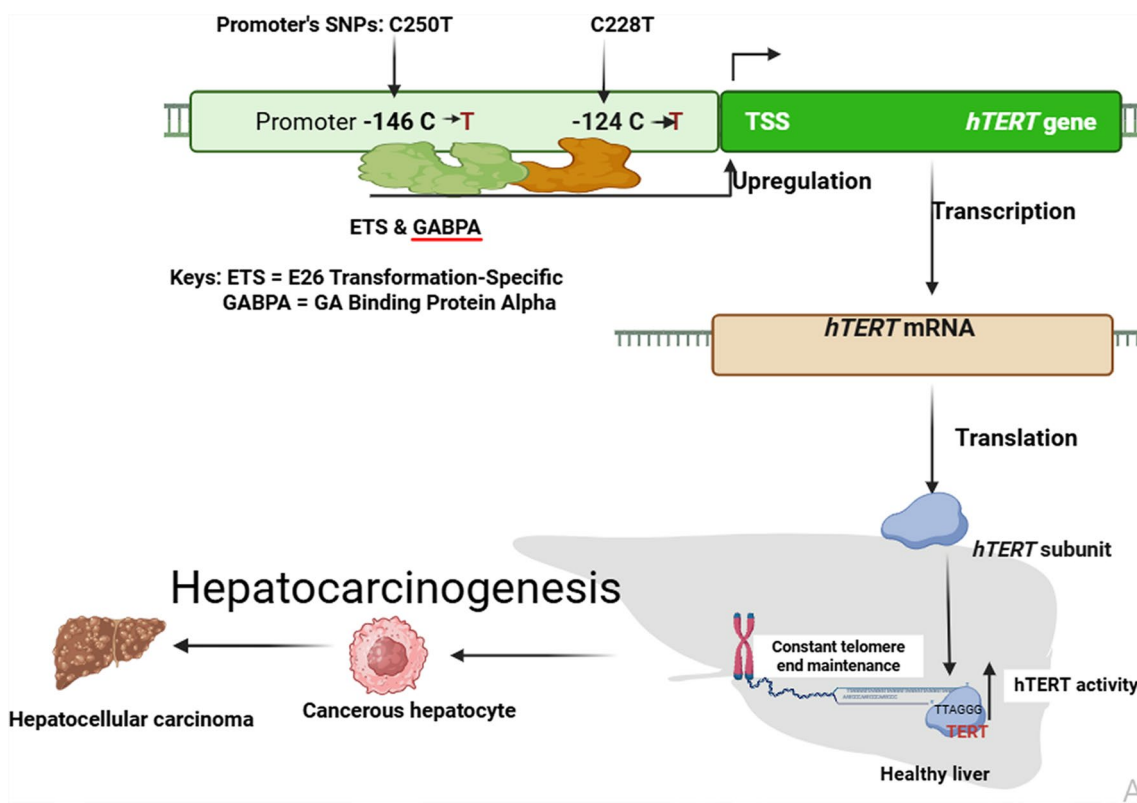 Promoter's SNPs: C250T
C228T
Promoter -146 C → T
-124 C → T
TSS
hTERT gene
Upregulation
Transcription
ETS & GABPA
Keys: ETS = E26 Transformation-Specific
GABPA = GA Binding Protein Alpha
hTERT mRNA
Translation
hTERT subunit
Hepatocarcinogenesis
Constant telomere
end maintenance
hTERT activity
TTAGGG
TERT
Cancerous hepatocyte
Hepatocellular carcinoma
Healthy liver
A